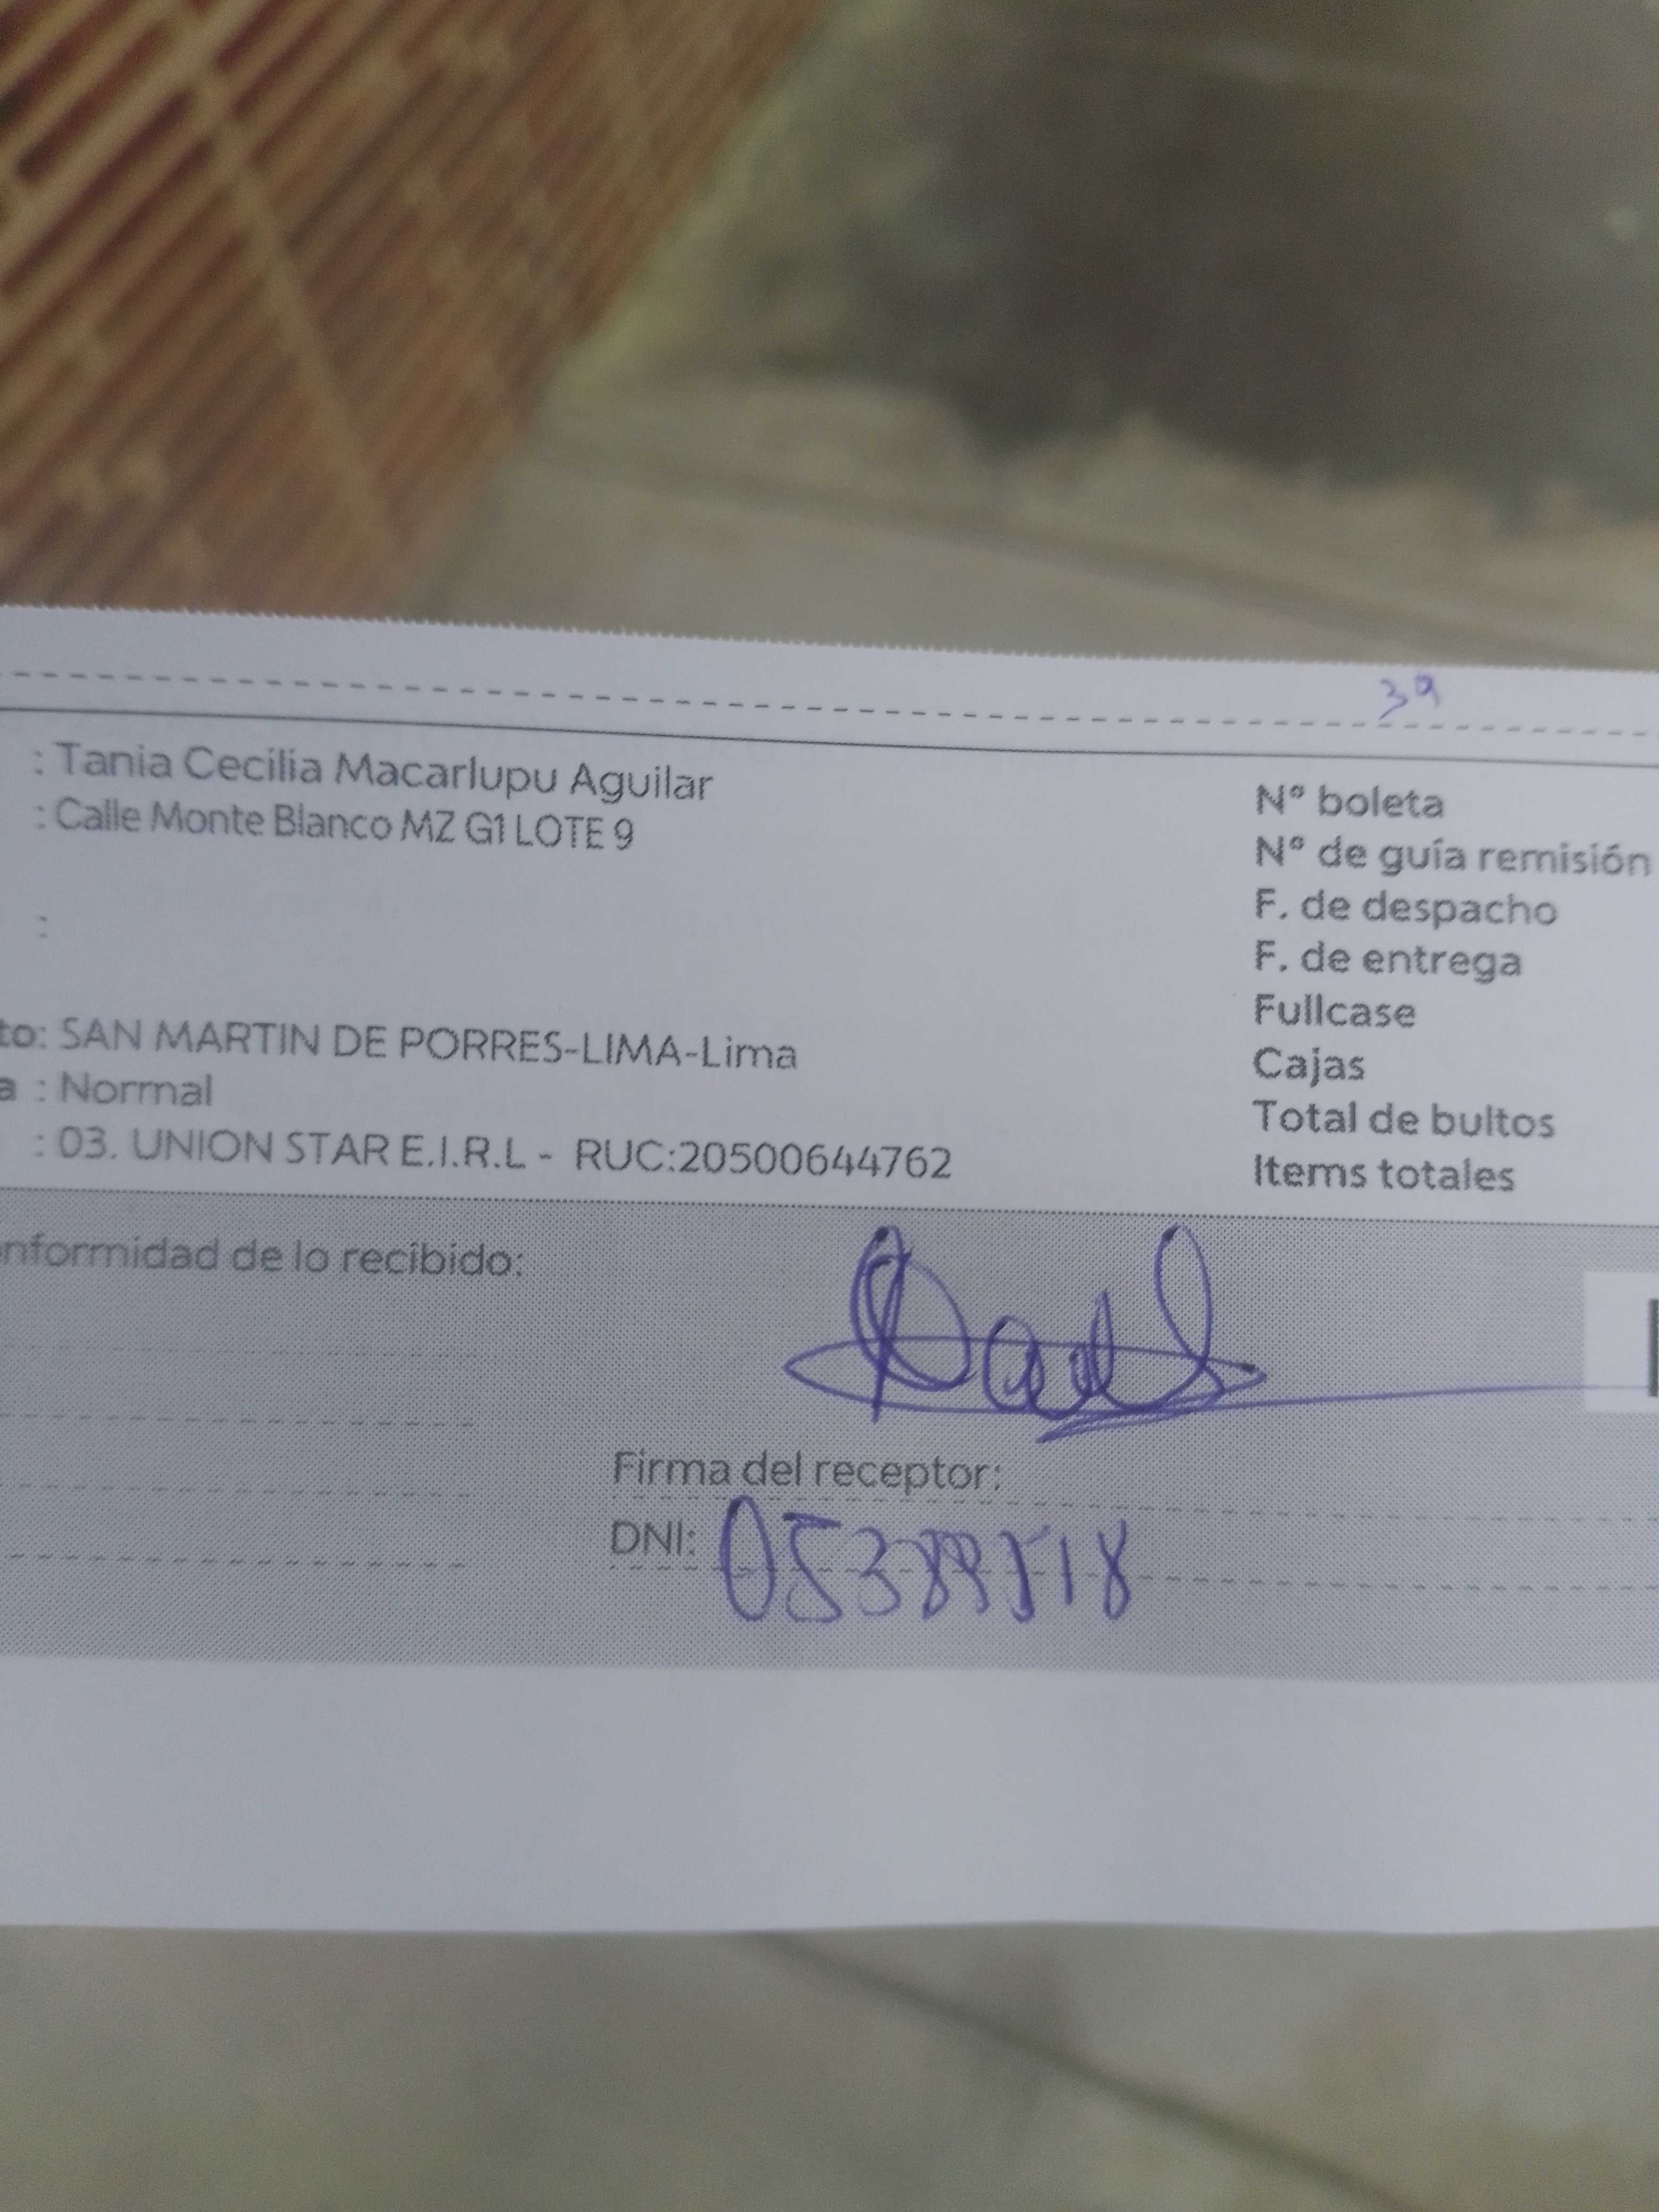 39
: Tania Cecilia Macarlupu Aguilar
: Calle Monte Blanco MZ G1 LOTE 9
:
to: SAN MARTIN DE PORRES-LIMA-Lima
a : Normal
: 03. UNION STAR E.I.R.L - RUC:20500644762
Nº boleta
Nº de guía remisión
F. de despacho
F. de entrega
Fullcase
Cajas
Total de bultos
Items totales
onformidad de lo recibido:
Firma del receptor:
DNI: 05389518